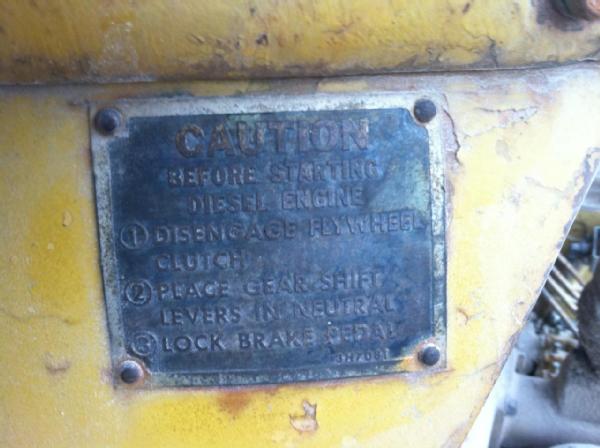 CAUTION
BEFORE STARTING
DIESEL ENGINE
① DISENGAGE FLYWHEEL
CLUTCH
② PLACE GEAR SHIFT
LEVERS IN NEUTRAL
③ LOCK BRAKE PEDAL